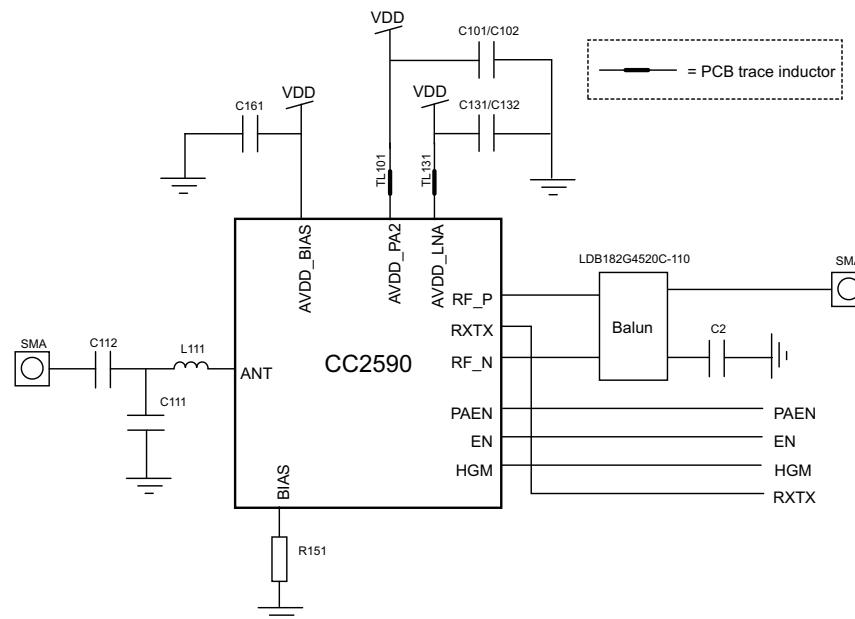 VDD
C101/C102
= PCB trace inductor
VDD
VDD
C161
C131/C132
TL101
TL131
AVDD_BIAS
AVDD_PA2
AVDD_LNA
LDB182G4520C-110
SMA
RF_P
RXTX
RF_N
Balun
C2
SMA
C112
L111
ANT
CC2590
C111
PAEN
PAEN
EN
EN
HGM
HGM
RXTX
BIAS
R151